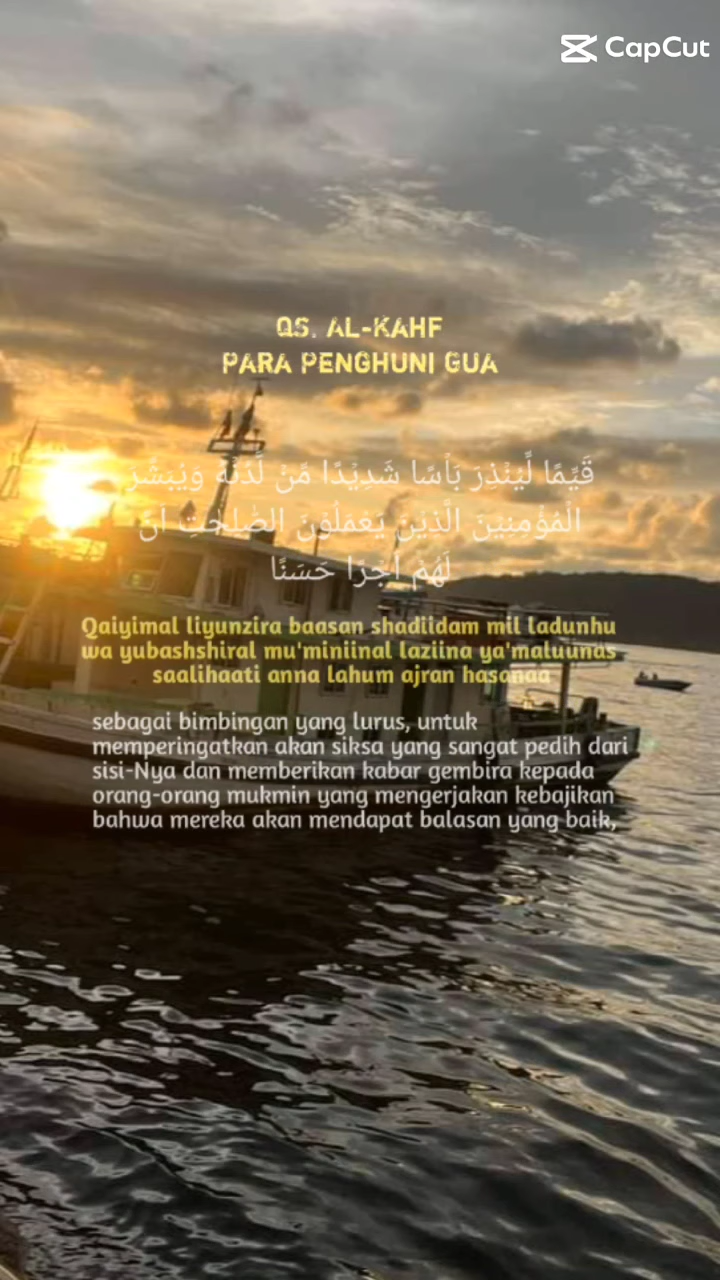 CapCut
QS. AL-KAHF
PARA PENGHUNI GUA
قَيِّمًا لِّيُنْذِرَ بَأْسًا شَدِيْدًا مِّنْ لَّدُنْهُ وَيُبَشِّرَ
الْمُؤْمِنِيْنَ الَّذِيْنَ يَعْمَلُوْنَ الصّٰلِحٰتِ اَنَّ
لَهُمْ اَجْرًا حَسَنًا
Qaiyimal liyunzira baasan shadiidam mil ladunhu
wa yubashshiral mu'miniinal laziina ya'maluunas
saalihaati anna lahum ajran hasanaa
sebagai bimbingan yang lurus, untuk
memperingatkan akan siksa yang sangat pedih dari
sisi-Nya dan memberikan kabar gembira kepada
orang-orang mukmin yang mengerjakan kebajikan
bahwa mereka akan mendapat balasan yang baik,